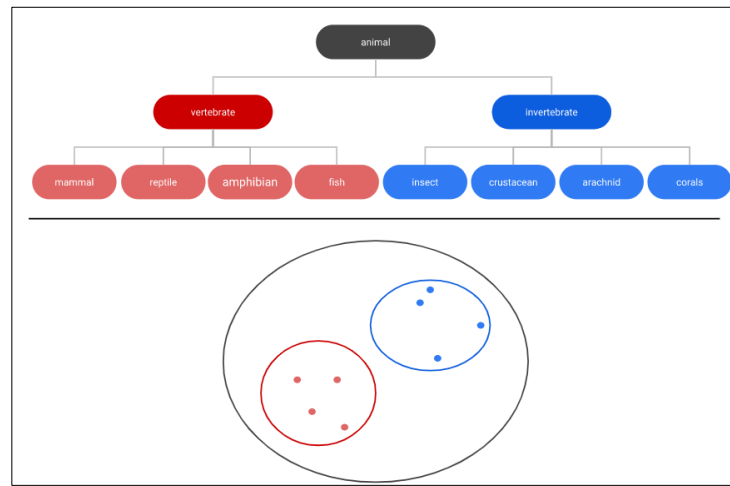 animal
vertebrate
invertebrate
mammal
reptile
amphibian
fish
insect
crustacean
arachnid
corals